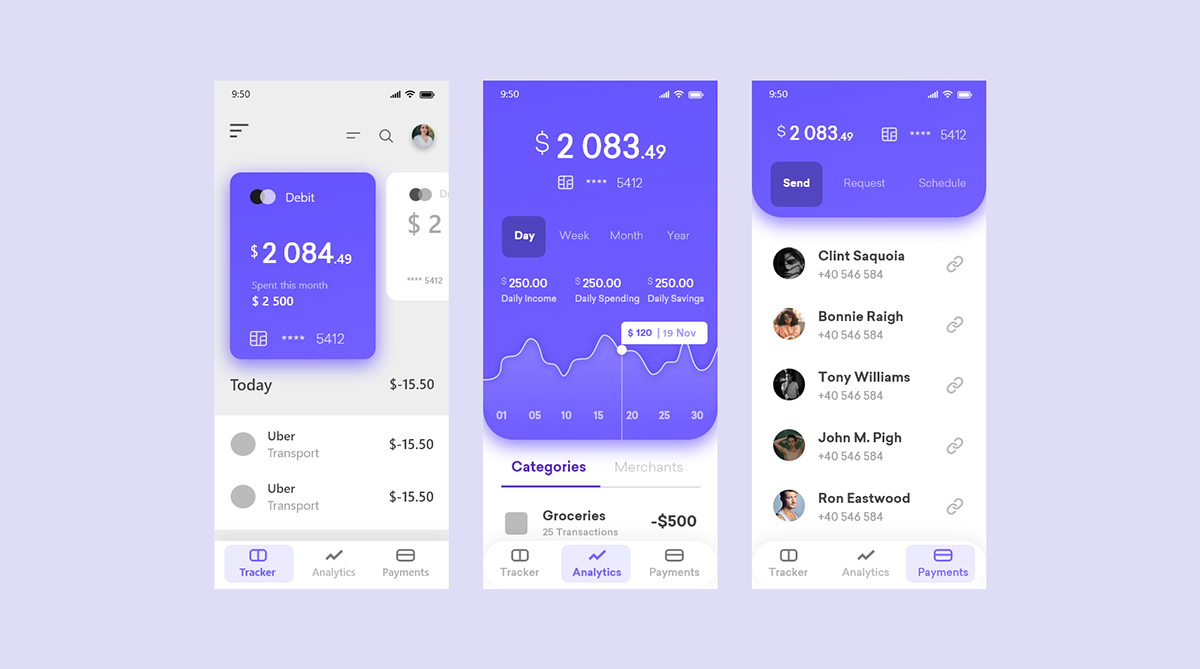 9:50
Debit
$ 2 084.49
Spent this month
$ 2 500
**** 5412
$ 2
**** 5412
Today $-15.50
Uber
Transport
$-15.50
Uber
Transport
$-15.50
Tracker Analytics Payments
9:50
$ 2 083.49
**** 5412
Day Week Month Year
$250.00 $250.00 $250.00
Daily Income Daily Spending Daily Savings
$ 120 | 19 Nov
01 05 10 15 20 25 30
Categories Merchants
Groceries
25 Transactions
-$500
Tracker Analytics Payments
9:50
$ 2 083.49 **** 5412
Send Request Schedule
Clint Saquoia
+40 546 584
Bonnie Raigh
+40 546 584
Tony Williams
+40 546 584
John M. Pigh
+40 546 584
Ron Eastwood
+40 546 584
Tracker Analytics Payments